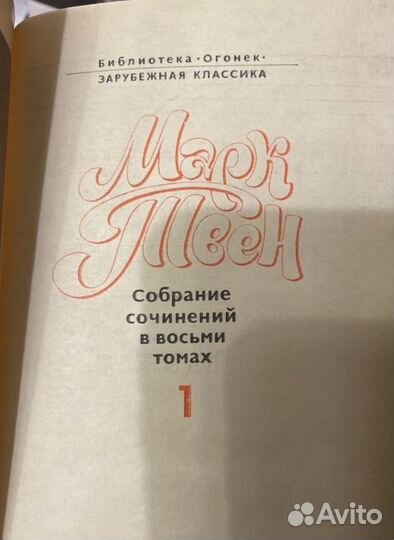 Библиотека · Огонек ·
ЗАРУБЕЖНАЯ КЛАССИКА
Марк
Твен
Собрание
сочинений
в восьми
томах
1
Avito